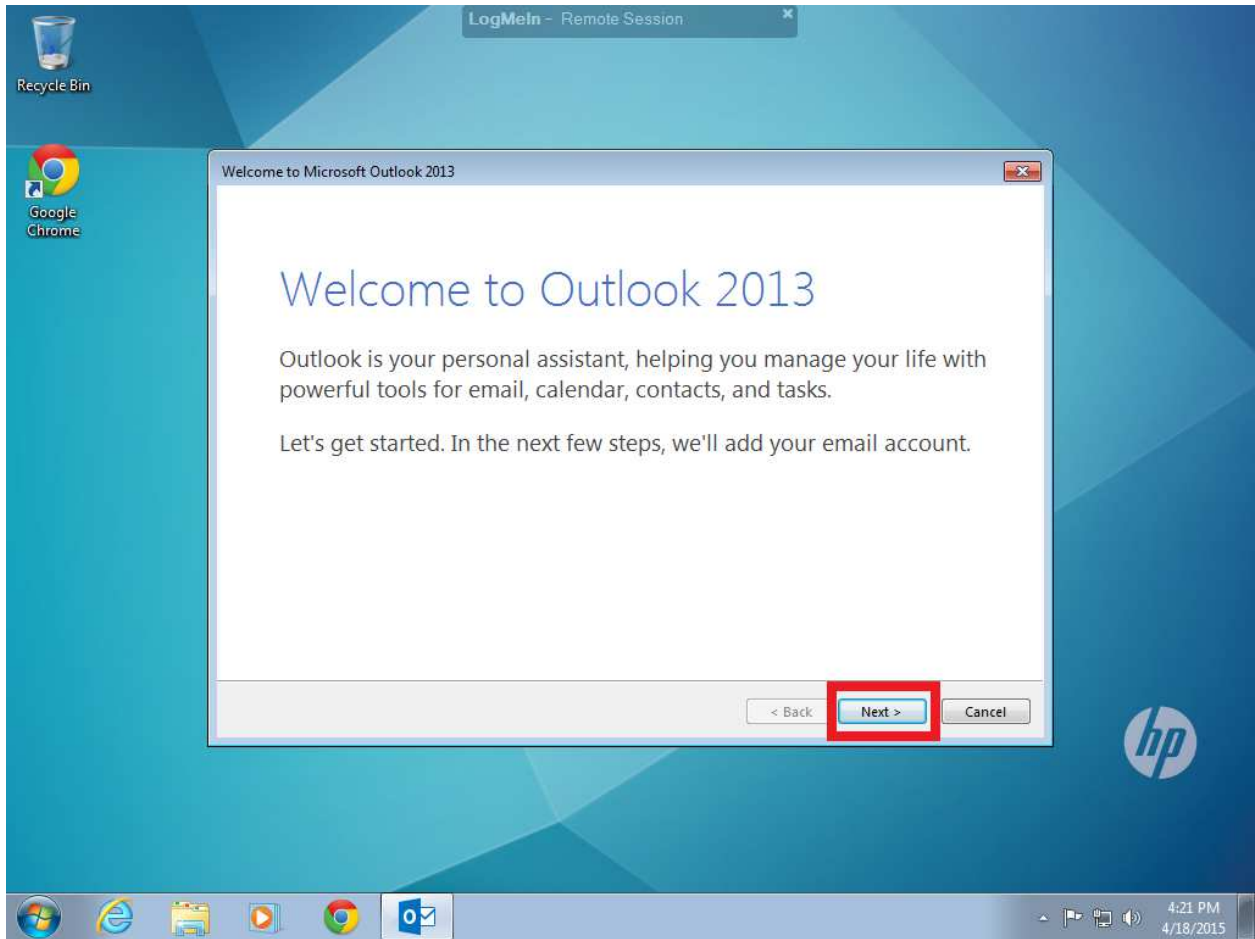 LogMeIn - Remote Session
Recycle Bin
Google
Chrome
Welcome to Microsoft Outlook 2013
Welcome to Outlook 2013
Outlook is your personal assistant, helping you manage your life with
powerful tools for email, calendar, contacts, and tasks.
Let's get started. In the next few steps, we'll add your email account.
< Back
Next >
Cancel
hp
4:21 PM
4/18/2015